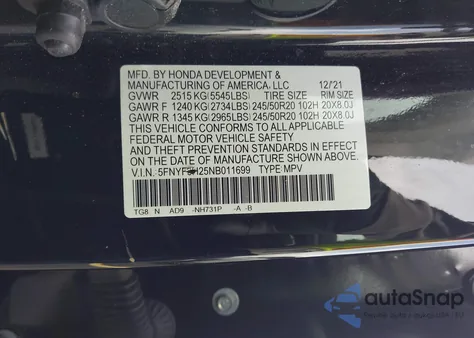 MFD. BY HONDA DEVELOPMENT &
MANUFACTURING OF AMERICA, LLC 12/21
GVWR 2515 KG(5545LBS) TIRE SIZE RIM SIZE
GAWR F 1240 KG(2734LBS) 245/50R20 102H 20X8.0J
GAWR R 1345 KG(2965LBS) 245/50R20 102H 20X8.0J
THIS VEHICLE CONFORMS TO ALL APPLICABLE
FEDERAL MOTOR VEHICLE SAFETY
AND THEFT PREVENTION STANDARDS IN EFFECT
ON THE DATE OF MANUFACTURE SHOWN ABOVE.
V.I.N.: TYPE: MPV
TG8 N AD9 -NH731P -A -B
autoSnap